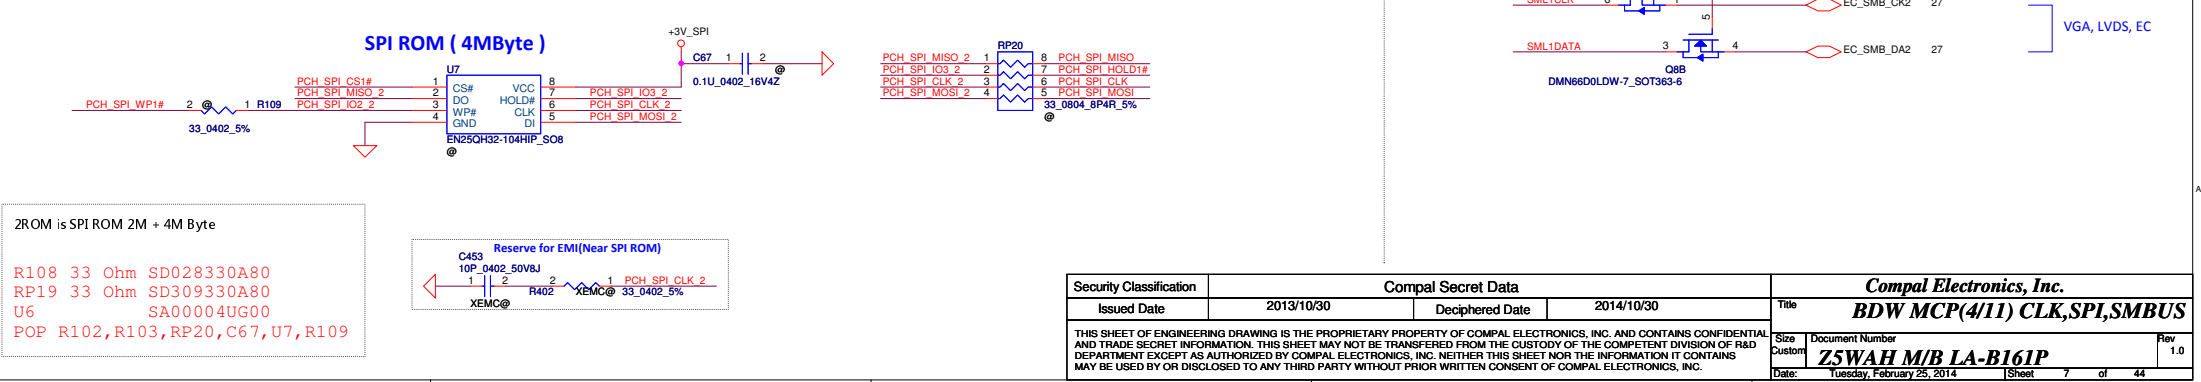 SML1CLK 6 1 EC_SMB_CK2 27
5
VGA, LVDS, EC
SML1DATA 3 4 EC_SMB_DA2 27
Q8B
DMN66D0LDW-7_SOT363-6
SPI ROM ( 4MByte )
+3V_SPI
C67 1 2
@
0.1U_0402_16V4Z
U7
PCH_SPI_CS1# 1 CS# VCC 8
PCH_SPI_MISO_2 2 DO HOLD# 7 PCH_SPI_IO3_2
PCH_SPI_WP1# 2 @ 1 R109 PCH_SPI_IO2_2 3 WP# CLK 6 PCH_SPI_CLK_2
4 GND DI 5 PCH_SPI_MOSI_2
33_0402_5%
EN25QH32-104HIP_SO8
@
RP20
PCH_SPI_MISO_2 1 8 PCH_SPI_MISO
PCH_SPI_IO3_2 2 7 PCH_SPI_HOLD1#
PCH_SPI_CLK_2 3 6 PCH_SPI_CLK
PCH_SPI_MOSI_2 4 5 PCH_SPI_MOSI
33_0804_8P4R_5%
@
A
2ROM is SPI ROM 2M + 4M Byte
R108 33 Ohm SD028330A80
RP19 33 Ohm SD309330A80
U6 SA00004UG00
POP R102,R103,RP20,C67,U7,R109
Reserve for EMI(Near SPI ROM)
C453
10P_0402_50V8J
1 2 2 1 PCH_SPI_CLK_2
R402 XEMC@ 33_0402_5%
XEMC@
Security Classification Compal Secret Data
Issued Date 2013/10/30 Deciphered Date 2014/10/30
THIS SHEET OF ENGINEERING DRAWING IS THE PROPRIETARY PROPERTY OF COMPAL ELECTRONICS, INC. AND CONTAINS CONFIDENTIAL
AND TRADE SECRET INFORMATION. THIS SHEET MAY NOT BE TRANSFERED FROM THE CUSTODY OF THE COMPETENT DIVISION OF R&D
DEPARTMENT EXCEPT AS AUTHORIZED BY COMPAL ELECTRONICS, INC. NEITHER THIS SHEET NOR THE INFORMATION IT CONTAINS
MAY BE USED BY OR DISCLOSED TO ANY THIRD PARTY WITHOUT PRIOR WRITTEN CONSENT OF COMPAL ELECTRONICS, INC.
Compal Electronics, Inc.
Title
BDW MCP(4/11) CLK,SPI,SMBUS
Size Document Number Rev
Custom Z5WAH M/B LA-B161P 1.0
Date: Tuesday, February 25, 2014 Sheet 7 of 44